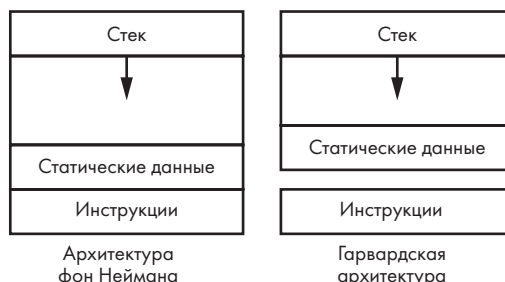 Стек
Статические данные
Инструкции
Архитектура
фон Неймана
Стек
Статические данные
Инструкции
Гарвардская
архитектура